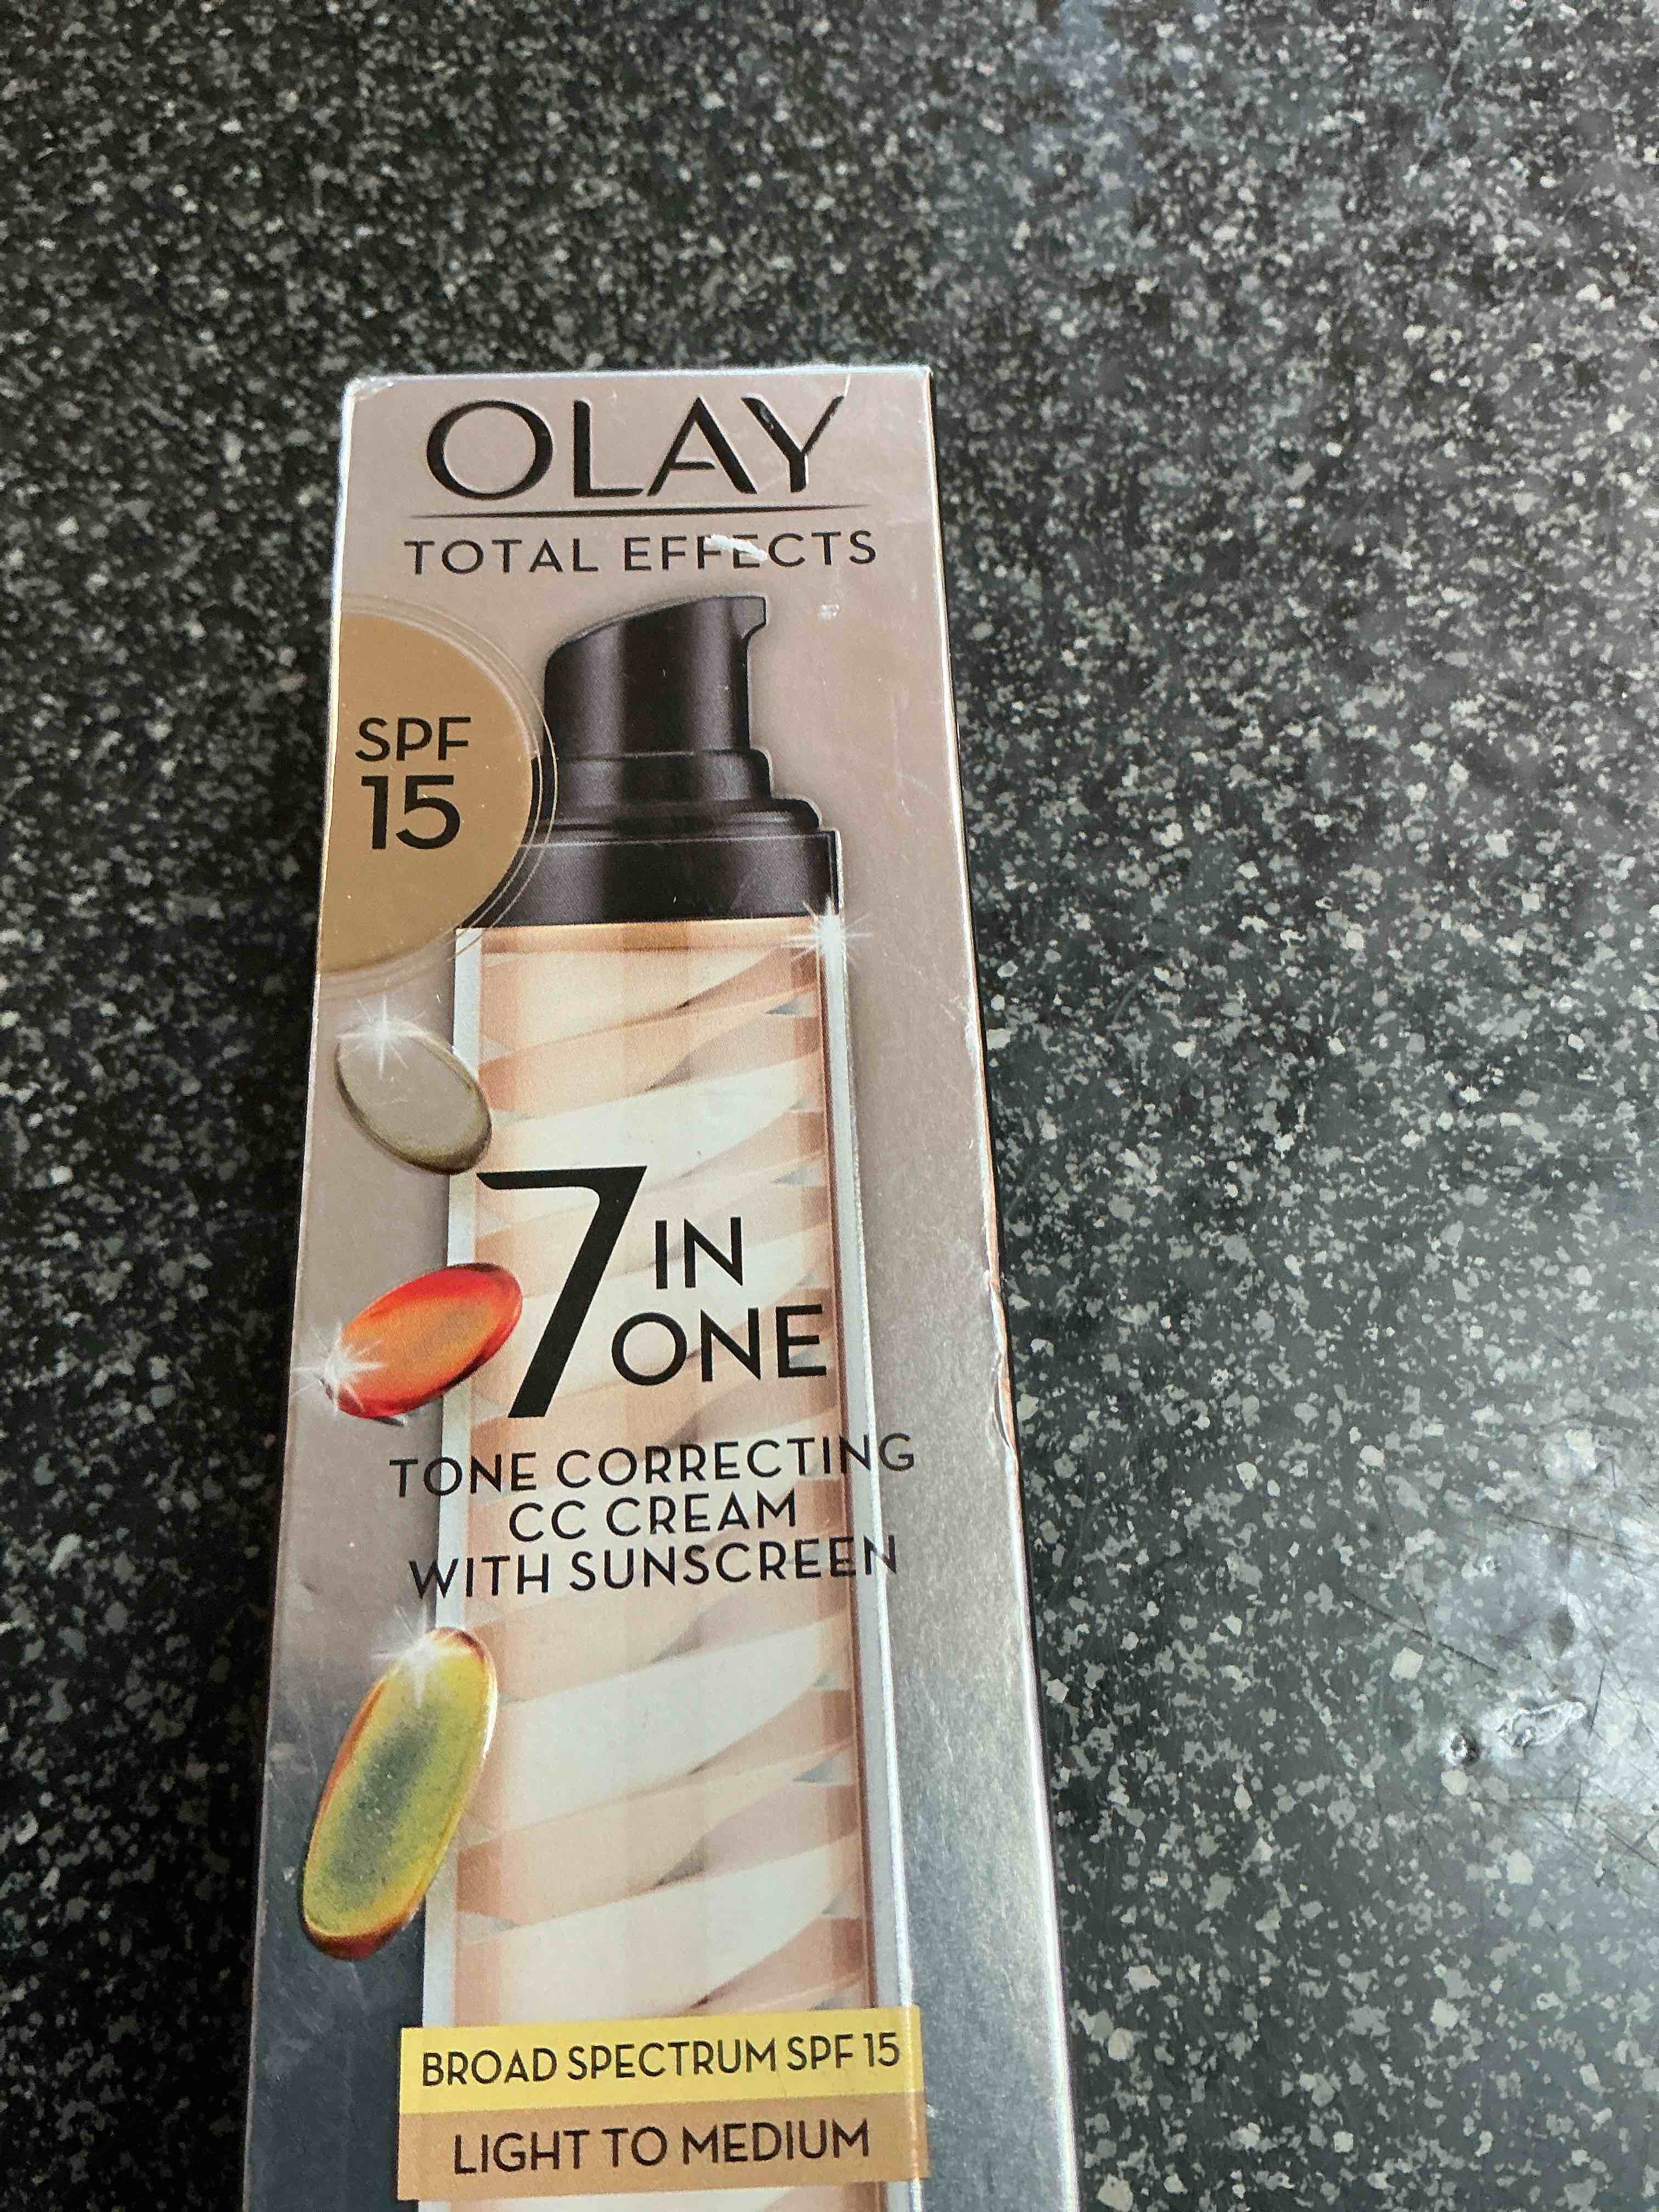 OLAY
TOTAL EFFECTS
SPF
15
7 IN
ONE
TONE CORRECTING
CC CREAM
WITH SUNSCREEN
BROAD SPECTRUM SPF 15
LIGHT TO MEDIUM